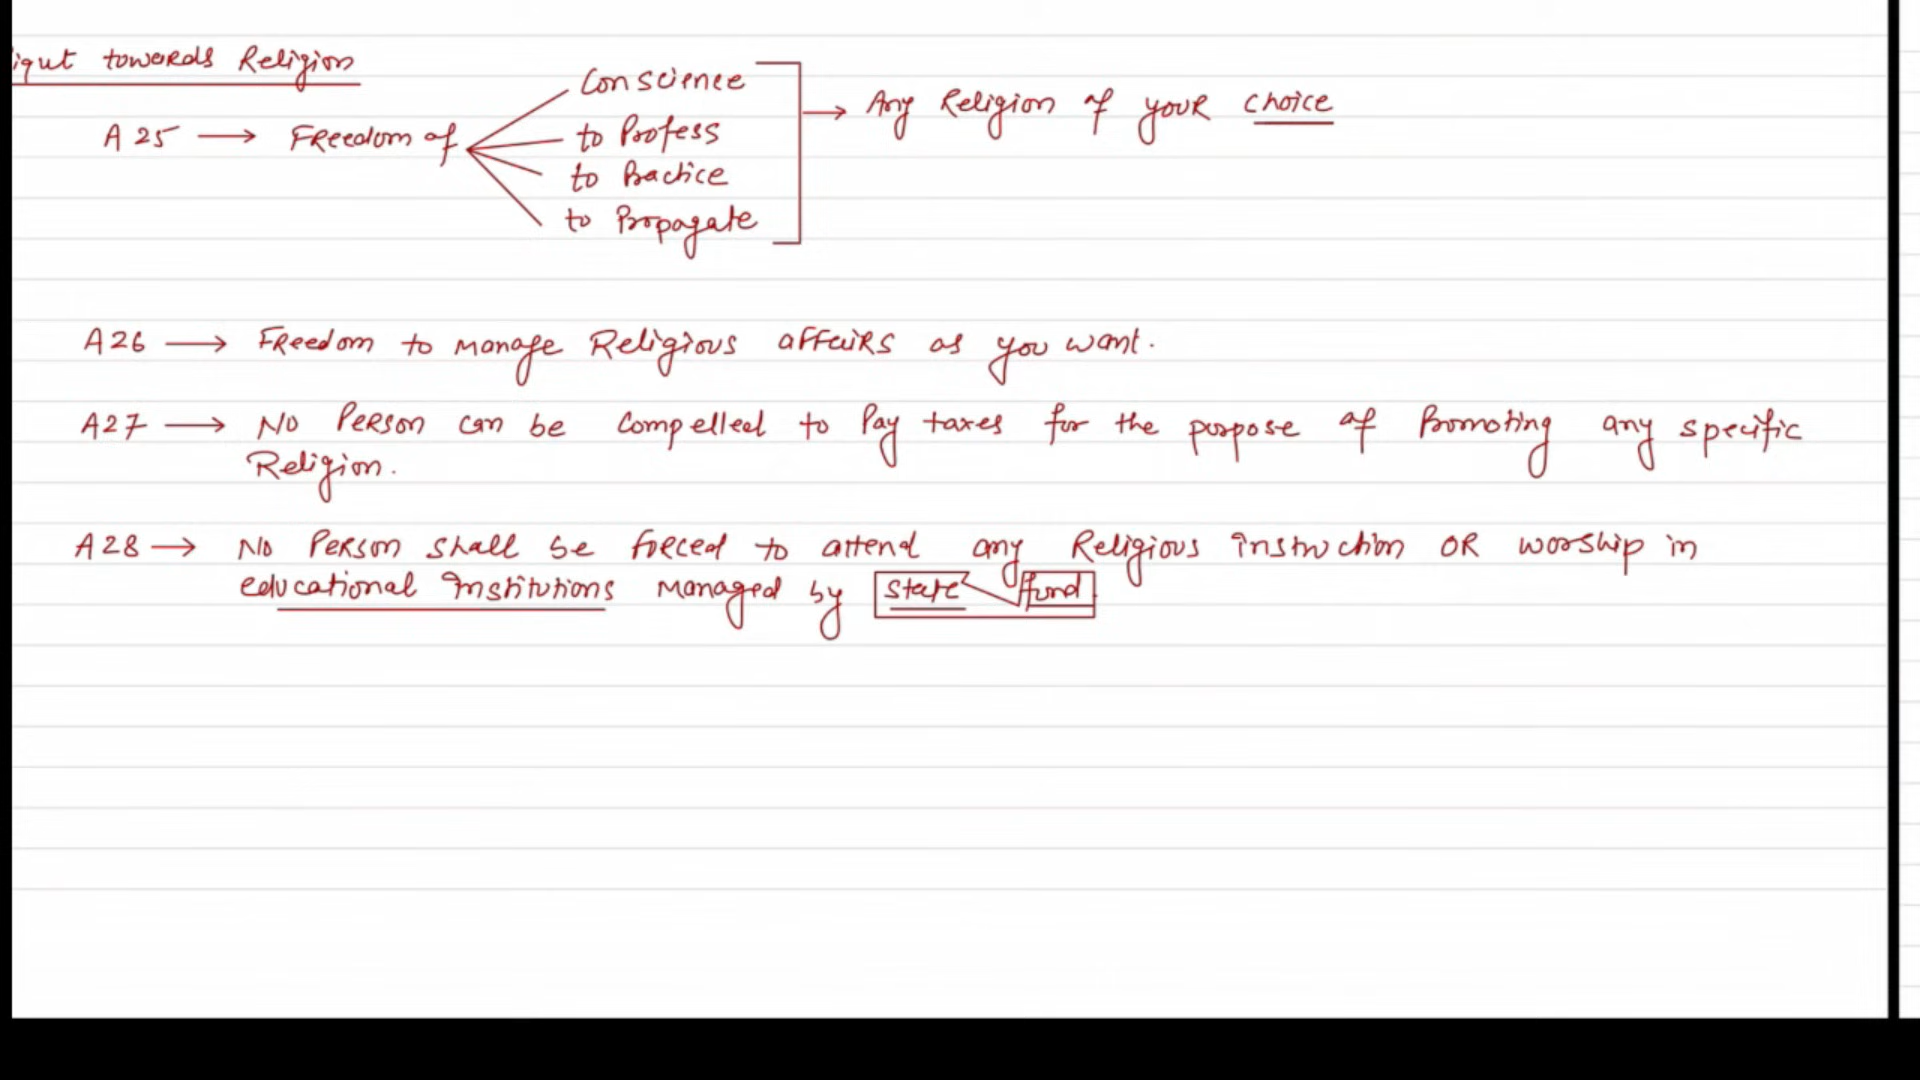 iqut towards Religion
A 25 → Freedom of
Conscience
to Profess
to Practice
to Propagate
→ Any Religion of your choice
A26 → Freedom to manage Religious affairs as you want.
A27 → No Person can be Compelled to Pay taxes for the purpose of Promoting any specific
Religion.
A28 → No Person shall be forced to attend any Religious instruction OR worship in
educational Institutions managed by State fund